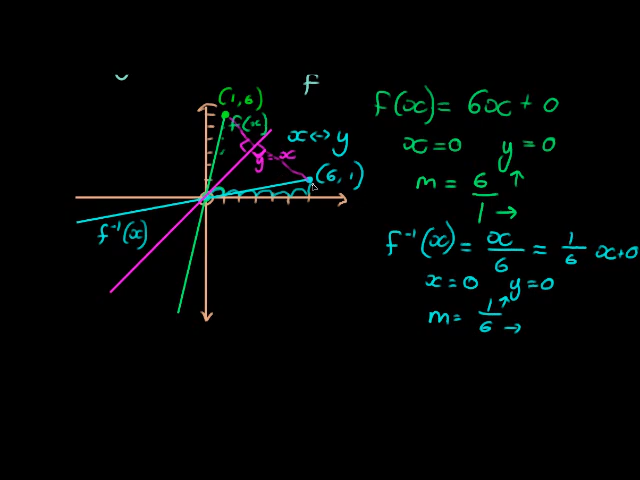 f
(1,6)
f(x)
x↔y
y=x
(6,1)
f⁻¹(x)
f(x) = 6x + 0
x=0 y=0
m = 6/1 ↑ →
f⁻¹(x) = x/6 = 1/6 x+0
x=0 y=0
m= 1/6 ↑ →